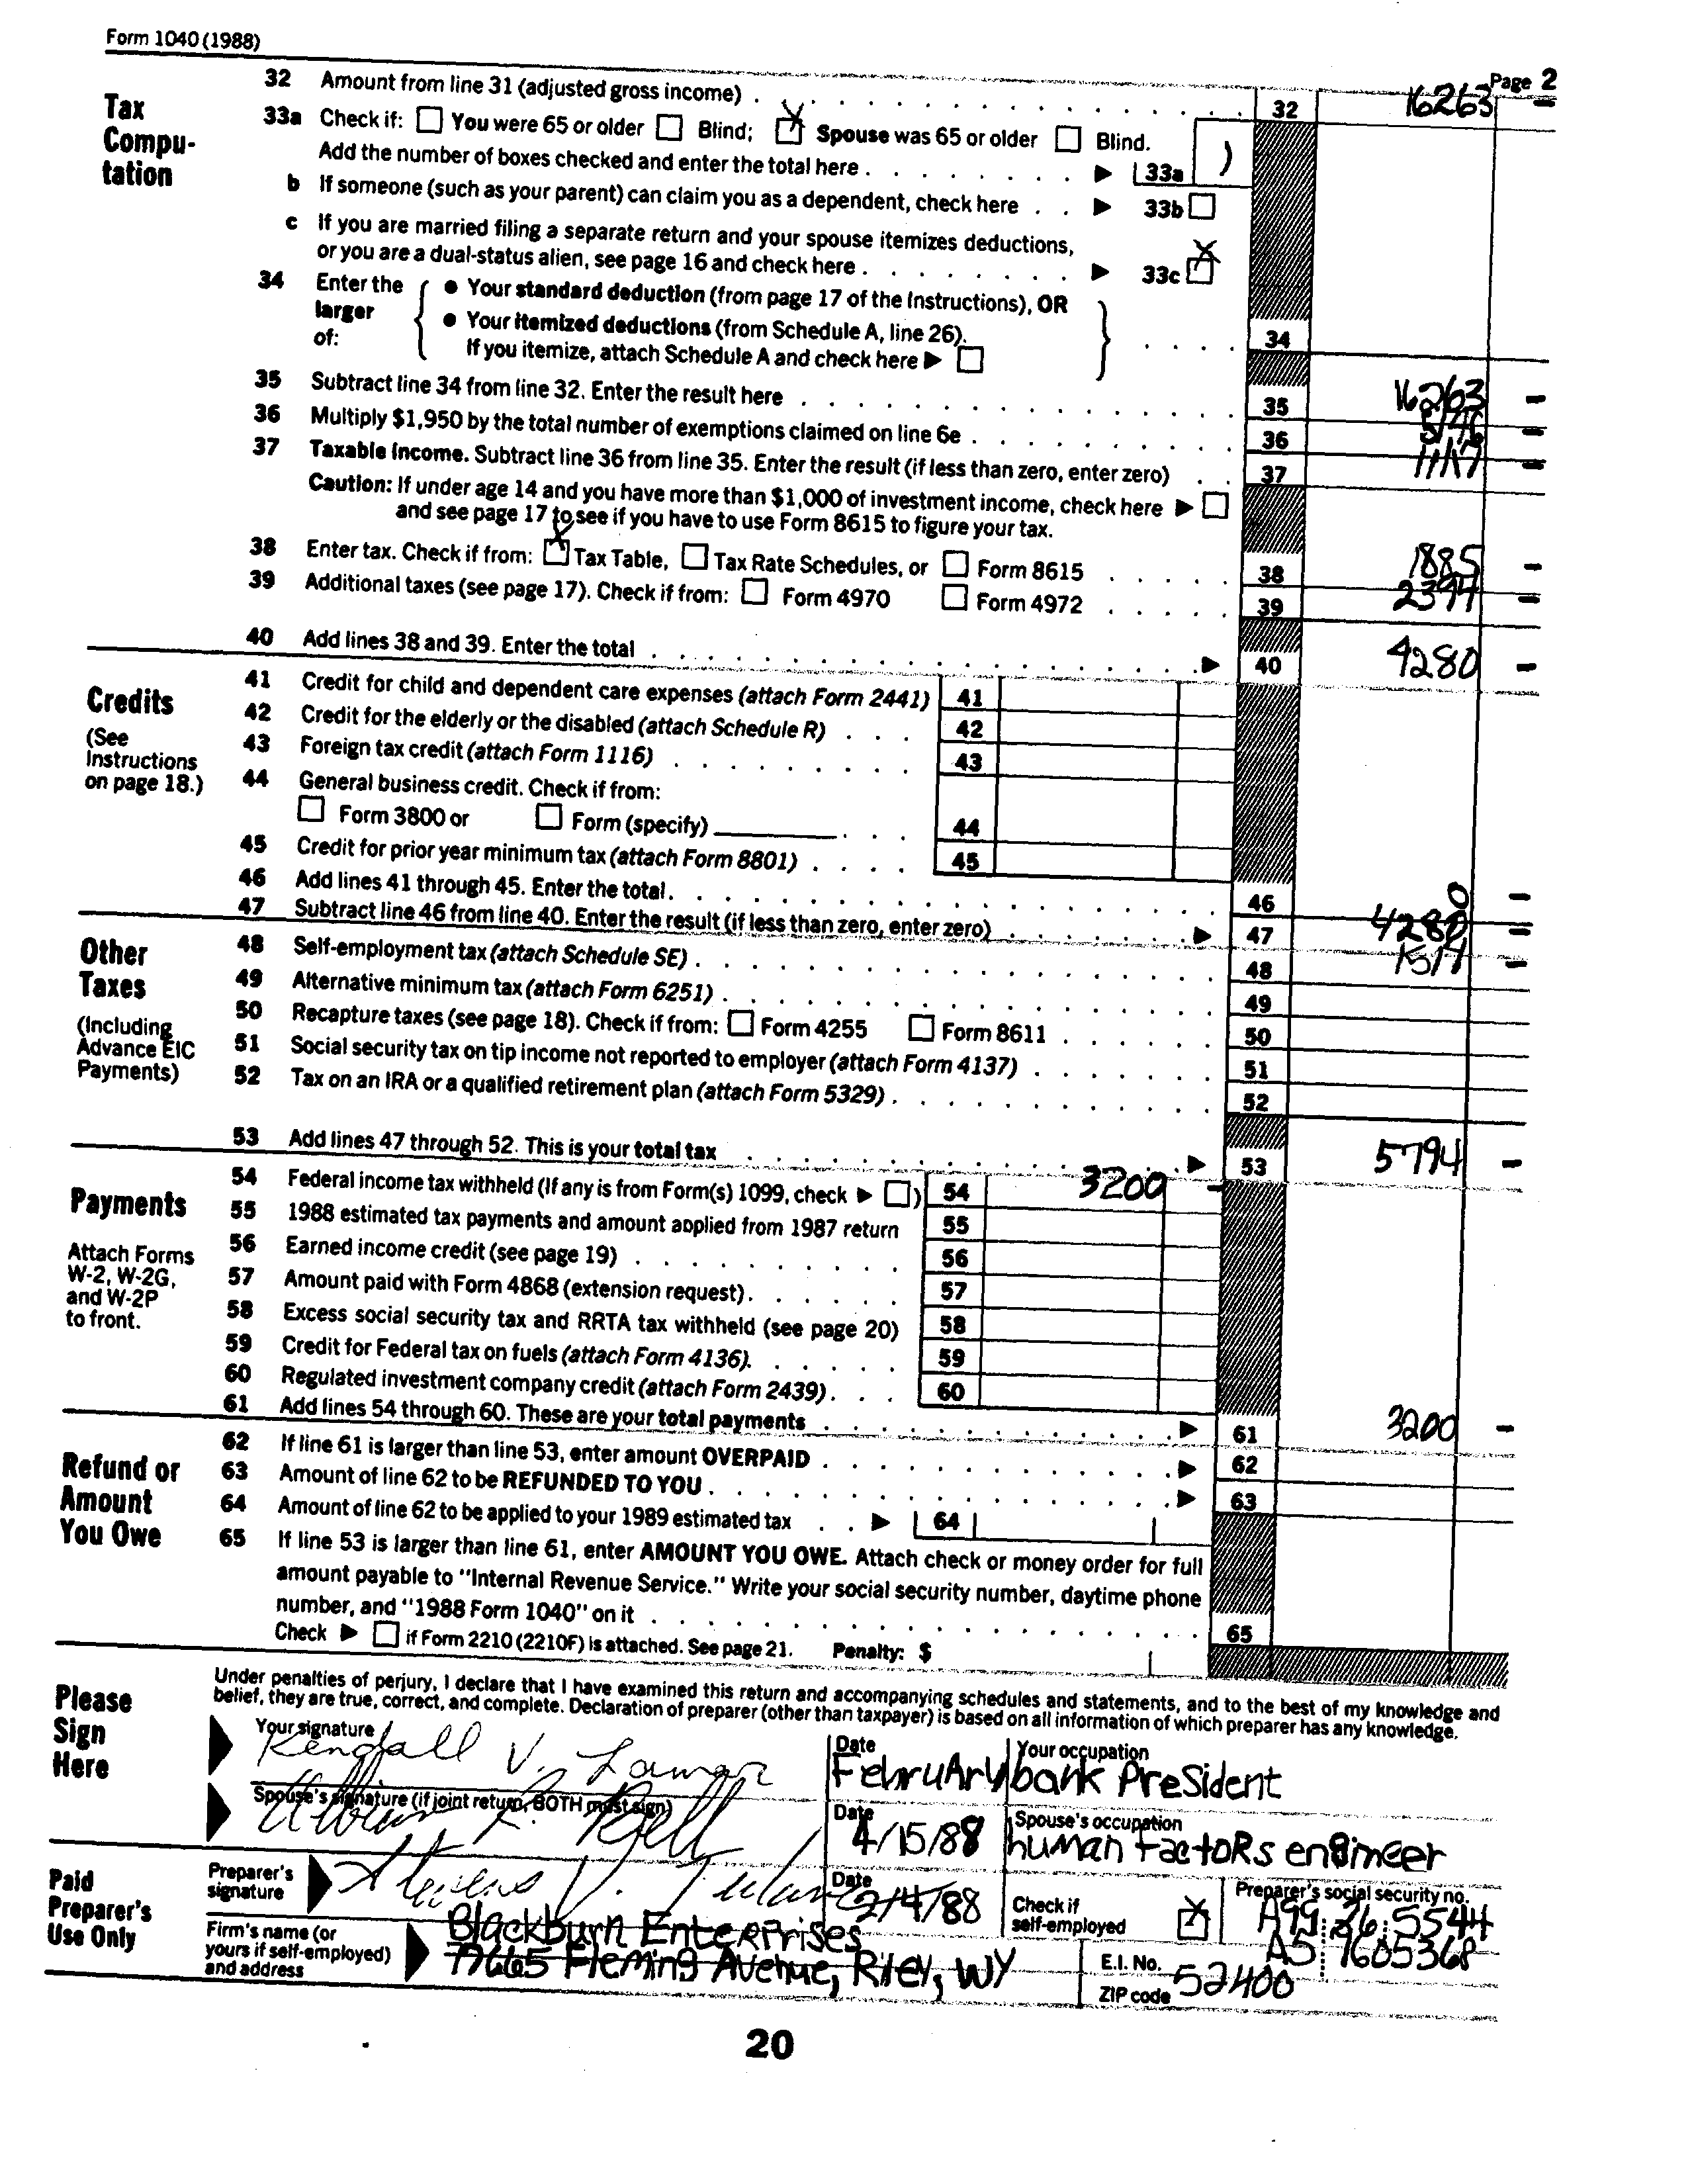 Form 1040 (1988)
Page 2
Tax Compu-tation
32 Amount from line 31 (adjusted gross income) . 32 16263 -
33a Check if: You were 65 or older Blind; X Spouse was 65 or older Blind.
Add the number of boxes checked and enter the total here . 33a
b If someone (such as your parent) can claim you as a dependent, check here . . 33b
c If you are married filing a separate return and your spouse itemizes deductions,
or you are a dual-status alien, see page 16 and check here . 33c X
34 Enter the larger of:
• Your standard deduction (from page 17 of the Instructions), OR
• Your itemized deductions (from Schedule A, line 26).
If you itemize, attach Schedule A and check here 34
35 Subtract line 34 from line 32. Enter the result here 35 16263 -
36 Multiply $1,950 by the total number of exemptions claimed on line 6e . 36 5146 -
37 Taxable Income. Subtract line 36 from line 35. Enter the result (if less than zero, enter zero) 37 11117 -
Caution: If under age 14 and you have more than $1,000 of investment income, check here
and see page 17 to see if you have to use Form 8615 to figure your tax.
38 Enter tax. Check if from: X Tax Table, Tax Rate Schedules, or Form 8615 38 1885 -
39 Additional taxes (see page 17). Check if from: Form 4970 Form 4972 39 -
40 Add lines 38 and 39. Enter the total 40 4280 -
Credits
(See Instructions on page 18.)
41 Credit for child and dependent care expenses (attach Form 2441) 41
42 Credit for the elderly or the disabled (attach Schedule R) 42
43 Foreign tax credit (attach Form 1116) 43
44 General business credit. Check if from:
Form 3800 or Form (specify) 44
45 Credit for prior year minimum tax (attach Form 8801) 45
46 Add lines 41 through 45. Enter the total. 46 0 -
47 Subtract line 46 from line 40. Enter the result (if less than zero, enter zero) 47 4280 -
Other Taxes
(Including Advance EIC Payments)
48 Self-employment tax (attach Schedule SE) . 48 -
49 Alternative minimum tax (attach Form 6251) . 49
50 Recapture taxes (see page 18). Check if from: Form 4255 Form 8611 50
51 Social security tax on tip income not reported to employer (attach Form 4137) 51
52 Tax on an IRA or a qualified retirement plan (attach Form 5329) . 52
53 Add lines 47 through 52. This is your total tax 53 5794 -
Payments
Attach Forms W-2, W-2G, and W-2P to front.
54 Federal income tax withheld (If any is from Form(s) 1099, check ) 54 3200 -
55 1988 estimated tax payments and amount applied from 1987 return 55
56 Earned income credit (see page 19) 56
57 Amount paid with Form 4868 (extension request) . 57
58 Excess social security tax and RRTA tax withheld (see page 20) 58
59 Credit for Federal tax on fuels (attach Form 4136). 59
60 Regulated investment company credit (attach Form 2439) . 60
61 Add lines 54 through 60. These are your total payments 61 3200 -
Refund or Amount You Owe
62 If line 61 is larger than line 53, enter amount OVERPAID 62
63 Amount of line 62 to be REFUNDED TO YOU . 63
64 Amount of line 62 to be applied to your 1989 estimated tax 64
65 If line 53 is larger than line 61, enter AMOUNT YOU OWE. Attach check or money order for full
amount payable to "Internal Revenue Service." Write your social security number, daytime phone
number, and "1988 Form 1040" on it 65
Check if Form 2210 (2210F) is attached. See page 21. Penalty: $
Please Sign Here
Under penalties of perjury, I declare that I have examined this return and accompanying schedules and statements, and to the best of my knowledge and
belief, they are true, correct, and complete. Declaration of preparer (other than taxpayer) is based on all information of which preparer has any knowledge.
Your signature Kendall V. Lamar Date February Your occupation bank President
Spouse's signature (if joint return, BOTH must sign) Date 4/15/88 Spouse's occupation human factoRs engineer
Paid Preparer's Use Only
Preparer's signature Date 2/4/88 Check if self-employed X Preparer's social security no. A99:26:5544
Firm's name (or yours if self-employed) and address
Blackburn Enterprises E.I. No. A5 1605368
77665 Fleming Avenue, Riley, WY ZIP code 52400
20